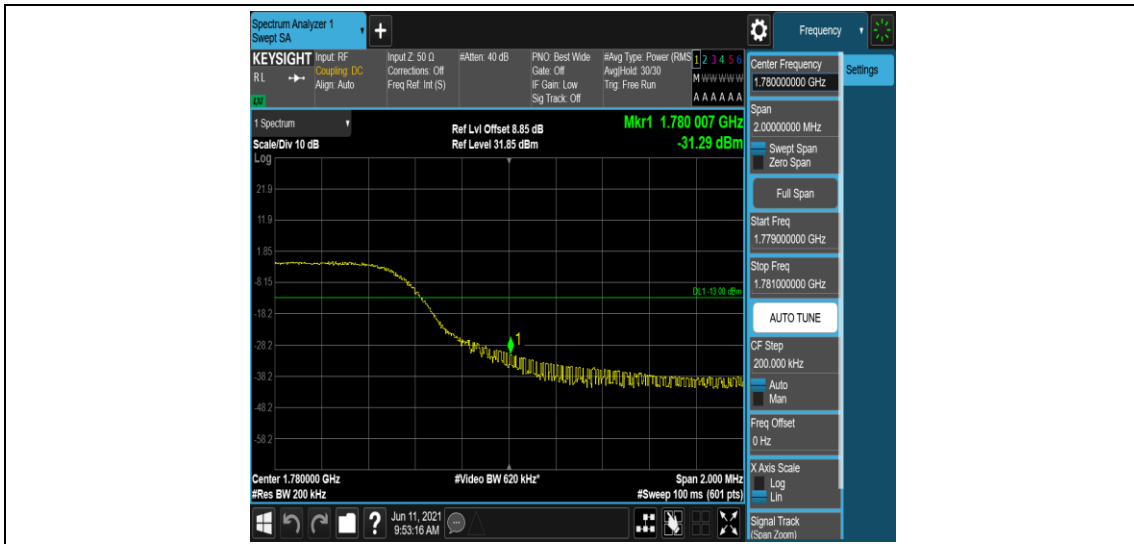 Spectrum Analyzer 1
Swept SA
+
Frequency
KEYSIGHT
RL
LXI
Input: RF
Coupling: DC
Align: Auto
Input Z: 50 Ω
Corrections: Off
Freq Ref: Int (S)
#Atten: 40 dB
PNO: Best Wide
Gate: Off
IF Gain: Low
Sig Track: Off
#Avg Type: Power (RMS
Avg|Hold: 30/30
Trig: Free Run
1 2 3 4 5 6
M W W W W W
A A A A A A
1 Spectrum
Scale/Div 10 dB
Log
Ref Lvl Offset 8.85 dB
Ref Level 31.85 dBm
Mkr1 1.780 007 GHz
-31.29 dBm
21.9
11.9
1.85
-8.15
-18.2
-28.2
-38.2
-48.2
-58.2
DL1 -13.00 dBm
1
Center 1.780000 GHz
#Res BW 200 kHz
#Video BW 620 kHz*
Span 2.000 MHz
#Sweep 100 ms (601 pts)
?
Jun 11, 2021
9:53:16 AM
Center Frequency
1.780000000 GHz
Settings
Span
2.00000000 MHz
Swept Span
Zero Span
Full Span
Start Freq
1.779000000 GHz
Stop Freq
1.781000000 GHz
AUTO TUNE
CF Step
200.000 kHz
Auto
Man
Freq Offset
0 Hz
X Axis Scale
Log
Lin
Signal Track
(Span Zoom)